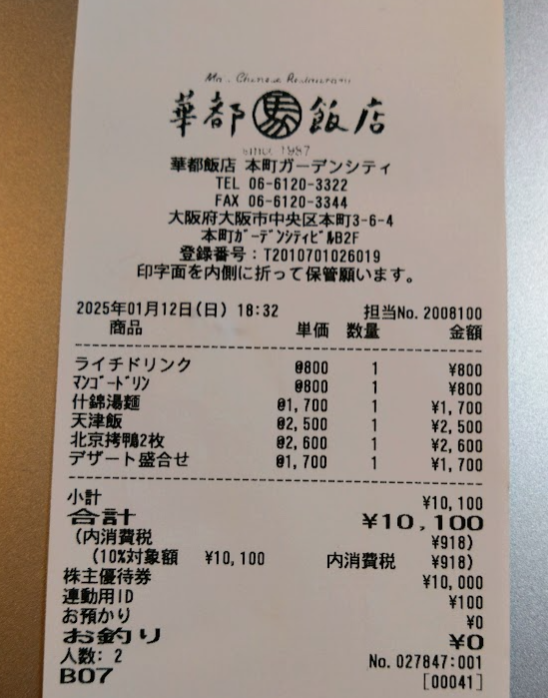 Ma's Chinese Restaurant
華都 馬 飯店
since 1987
華都飯店 本町ガーデンシティ
TEL 06-6120-3322
FAX 06-6120-3344
大阪府大阪市中央区本町3-6-4
本町ｶﾞｰﾃﾞﾝｼﾃｨﾋﾞﾙB2F
登録番号：T2010701026019
印字面を内側に折って保管願います。
2025年01月12日(日) 18:32 担当No. 2008100
商品 単価 数量 金額
ライチドリンク @800 1 ¥800
ﾏﾝｺﾞｰﾄﾞﾘﾝ @800 1 ¥800
什錦湯麺 @1,700 1 ¥1,700
天津飯 @2,500 1 ¥2,500
北京拷鴨2枚 @2,600 1 ¥2,600
デザート盛合せ @1,700 1 ¥1,700
小計 ¥10,100
合計 ¥10,100
(内消費税 ¥918)
(10%対象額 ¥10,100 内消費税 ¥918)
株主優待券 ¥10,000
連動用ID ¥100
お預かり ¥0
お釣り ¥0
人数: 2 No. 027847:001
B07 [00041]